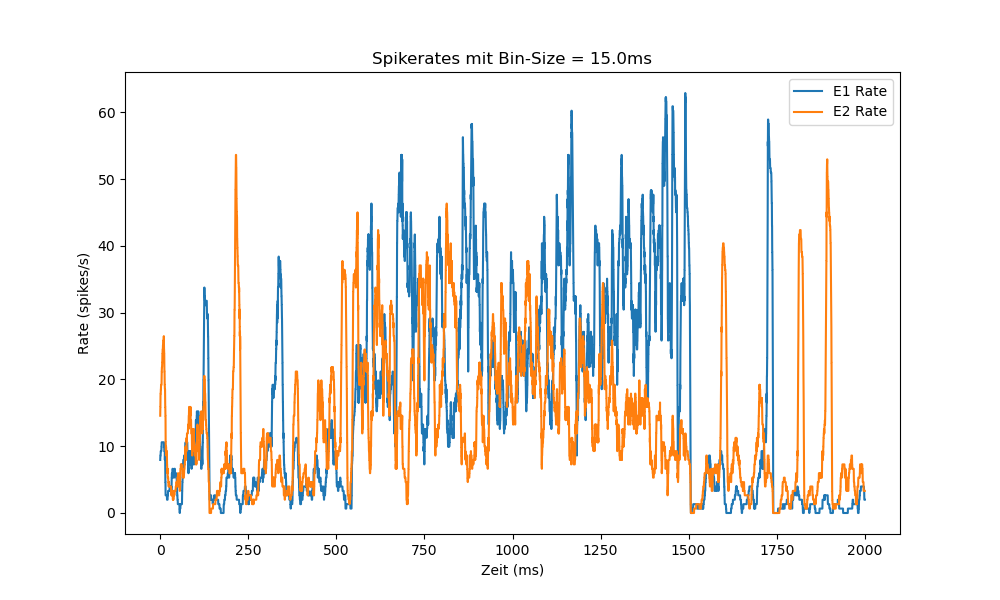 Spikerates mit Bin-Size = 15.0ms
E1 Rate
E2 Rate
60
50
40
30
20
10
0
Rate (spikes/s)
0 250 500 750 1000 1250 1500 1750 2000
Zeit (ms)